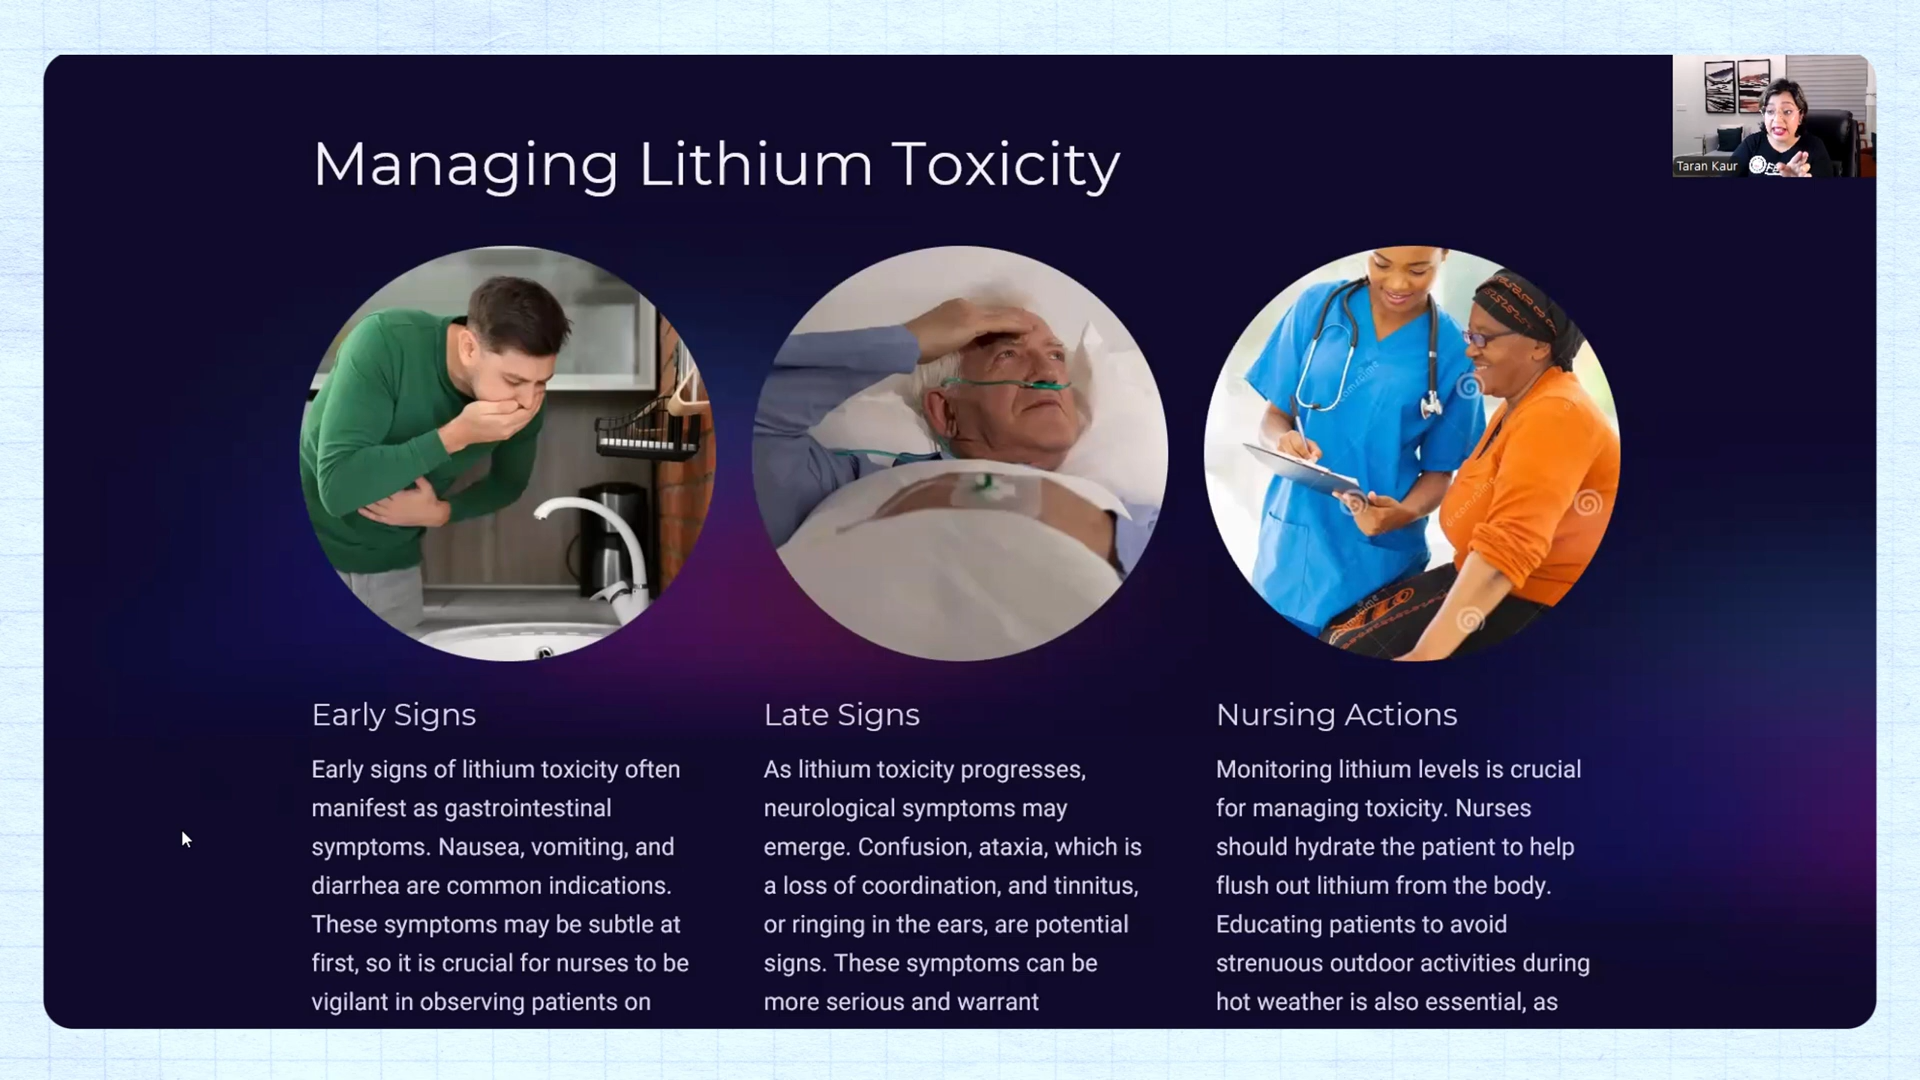 Managing Lithium Toxicity
Taran Kaur
Early Signs
Early signs of lithium toxicity often
manifest as gastrointestinal
symptoms. Nausea, vomiting, and
diarrhea are common indications.
These symptoms may be subtle at
first, so it is crucial for nurses to be
vigilant in observing patients on
Late Signs
As lithium toxicity progresses,
neurological symptoms may
emerge. Confusion, ataxia, which is
a loss of coordination, and tinnitus,
or ringing in the ears, are potential
signs. These symptoms can be
more serious and warrant
Nursing Actions
Monitoring lithium levels is crucial
for managing toxicity. Nurses
should hydrate the patient to help
flush out lithium from the body.
Educating patients to avoid
strenuous outdoor activities during
hot weather is also essential, as